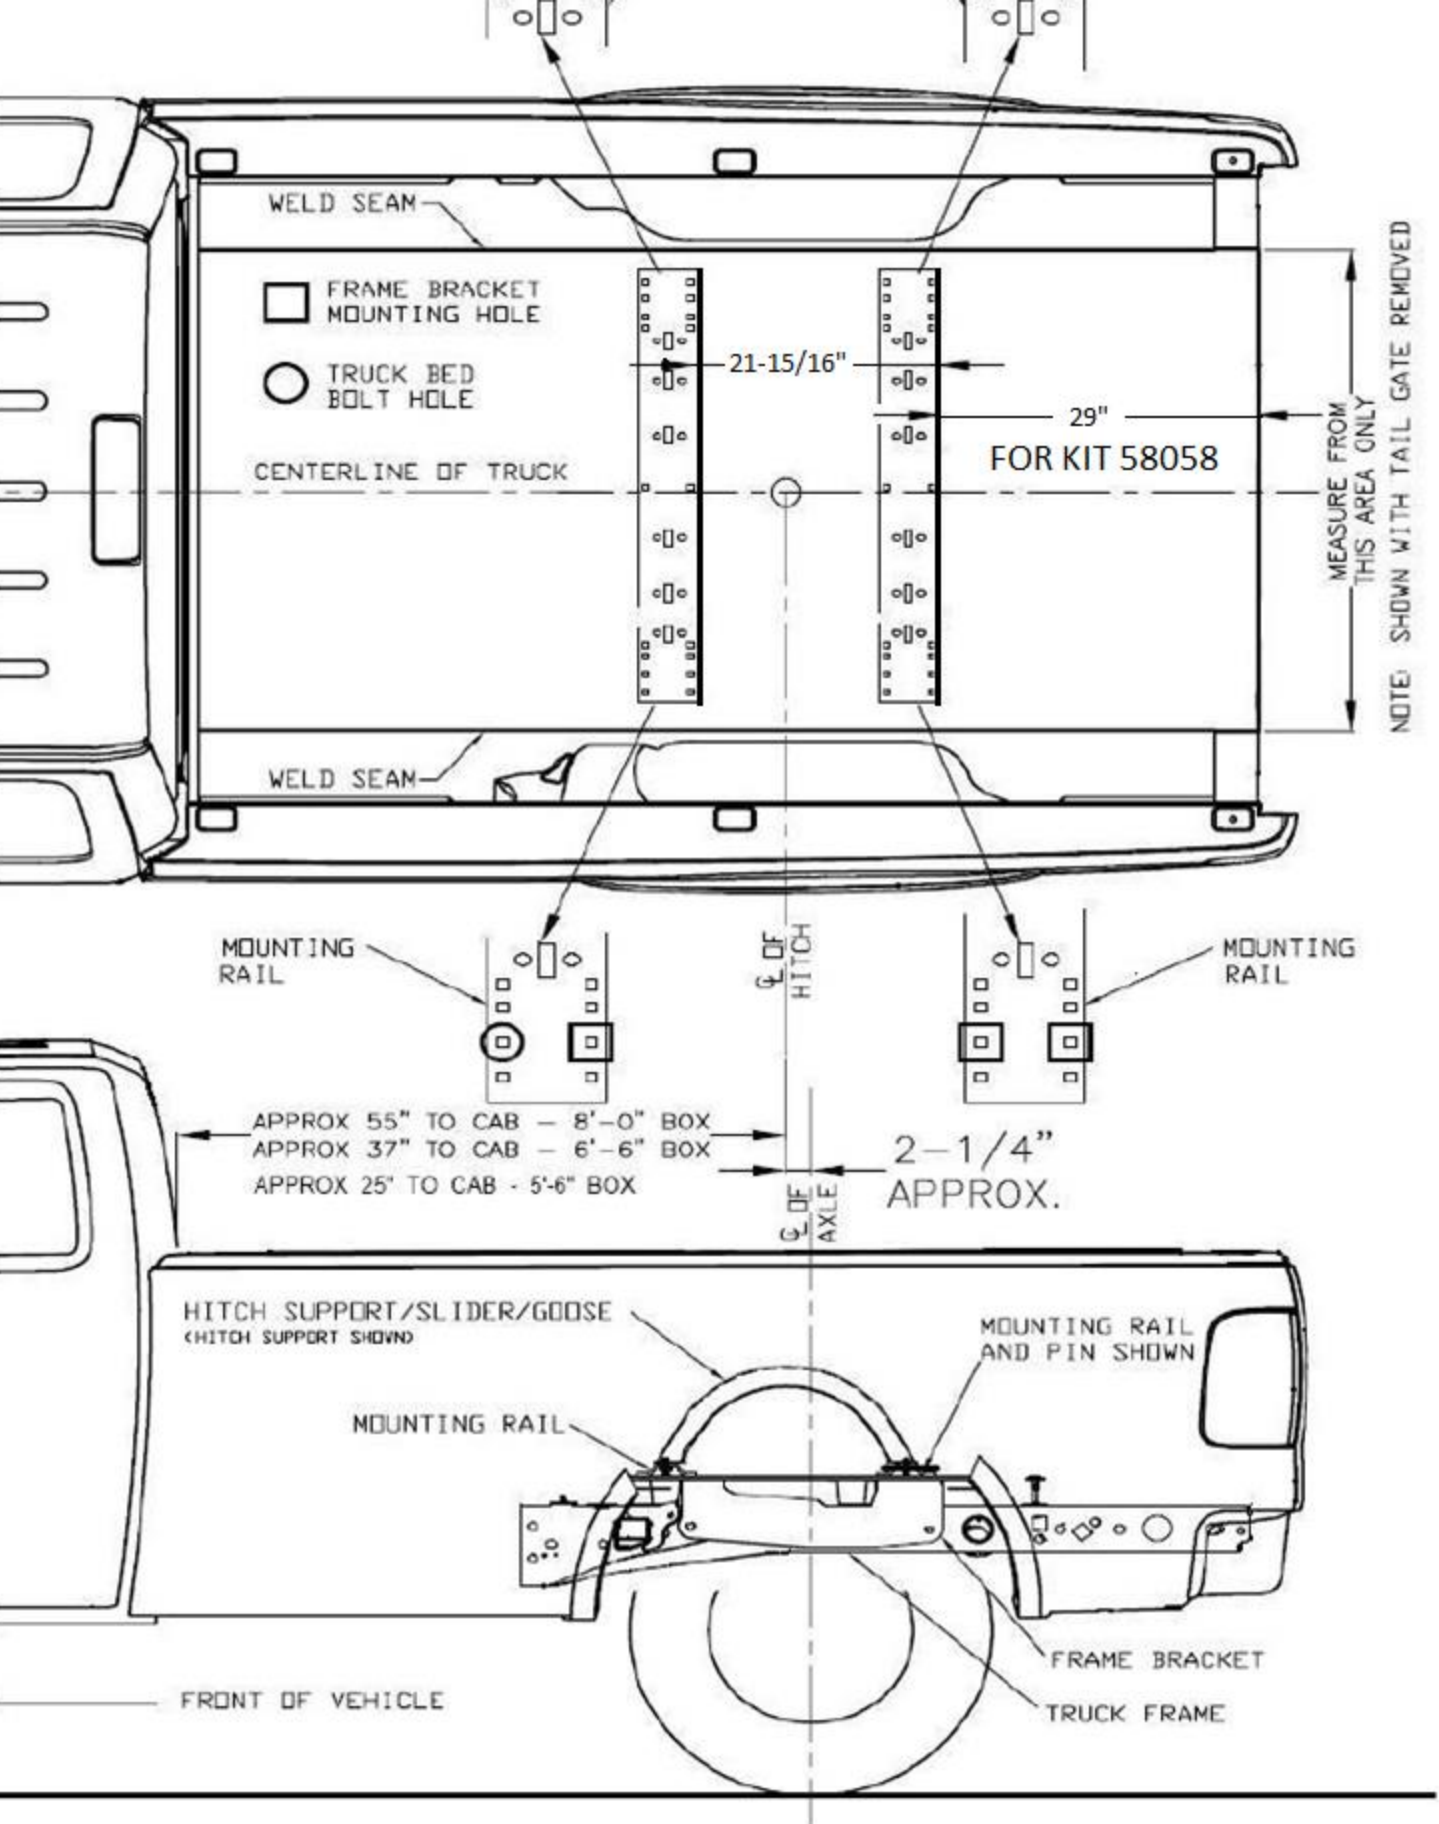 WELD SEAM
FRAME BRACKET
MOUNTING HOLE
21-15/16"
TRUCK BED
BOLT HOLE
29"
FOR KIT 58058
CENTERLINE OF TRUCK
MEASURE FROM
THIS AREA ONLY
NOTE: SHOWN WITH TAIL GATE REMOVED
WELD SEAM
MOUNTING
RAIL
℄ OF
HITCH
MOUNTING
RAIL
APPROX 55" TO CAB – 8'-0" BOX
APPROX 37" TO CAB – 6'-6" BOX
APPROX 25" TO CAB - 5'-6" BOX
2-1/4"
APPROX.
℄ OF
AXLE
HITCH SUPPORT/SLIDER/GOOSE
(HITCH SUPPORT SHOWN)
MOUNTING RAIL
AND PIN SHOWN
MOUNTING RAIL
FRAME BRACKET
FRONT OF VEHICLE
TRUCK FRAME